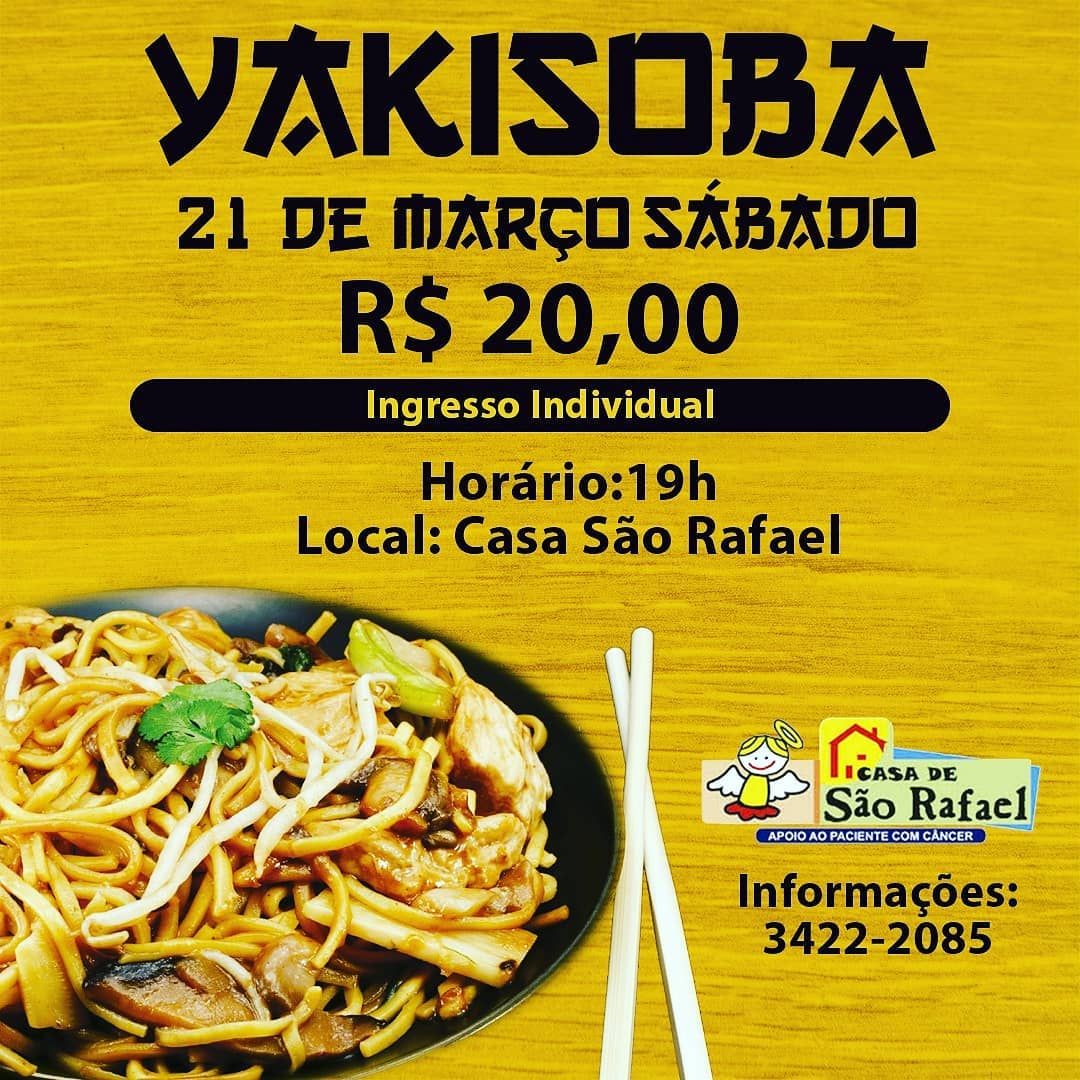 YAKISOBA
21 DE MARÇO SÁBADO
R$ 20,00
Ingresso Individual
Horário:19h
Local: Casa São Rafael
CASA DE
São Rafael
APOIO AO PACIENTE COM CÂNCER
Informações:
3422-2085